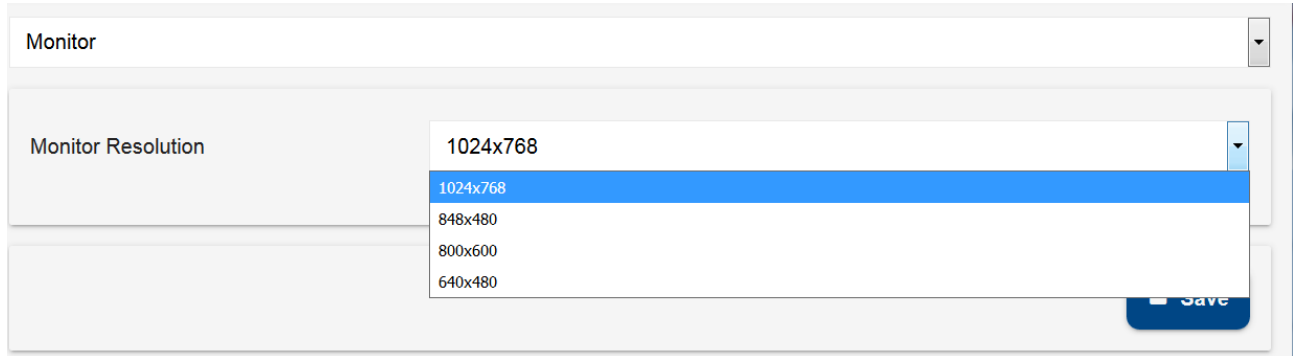 Monitor
Monitor Resolution 1024x768
1024x768
848x480
800x600
640x480
Save